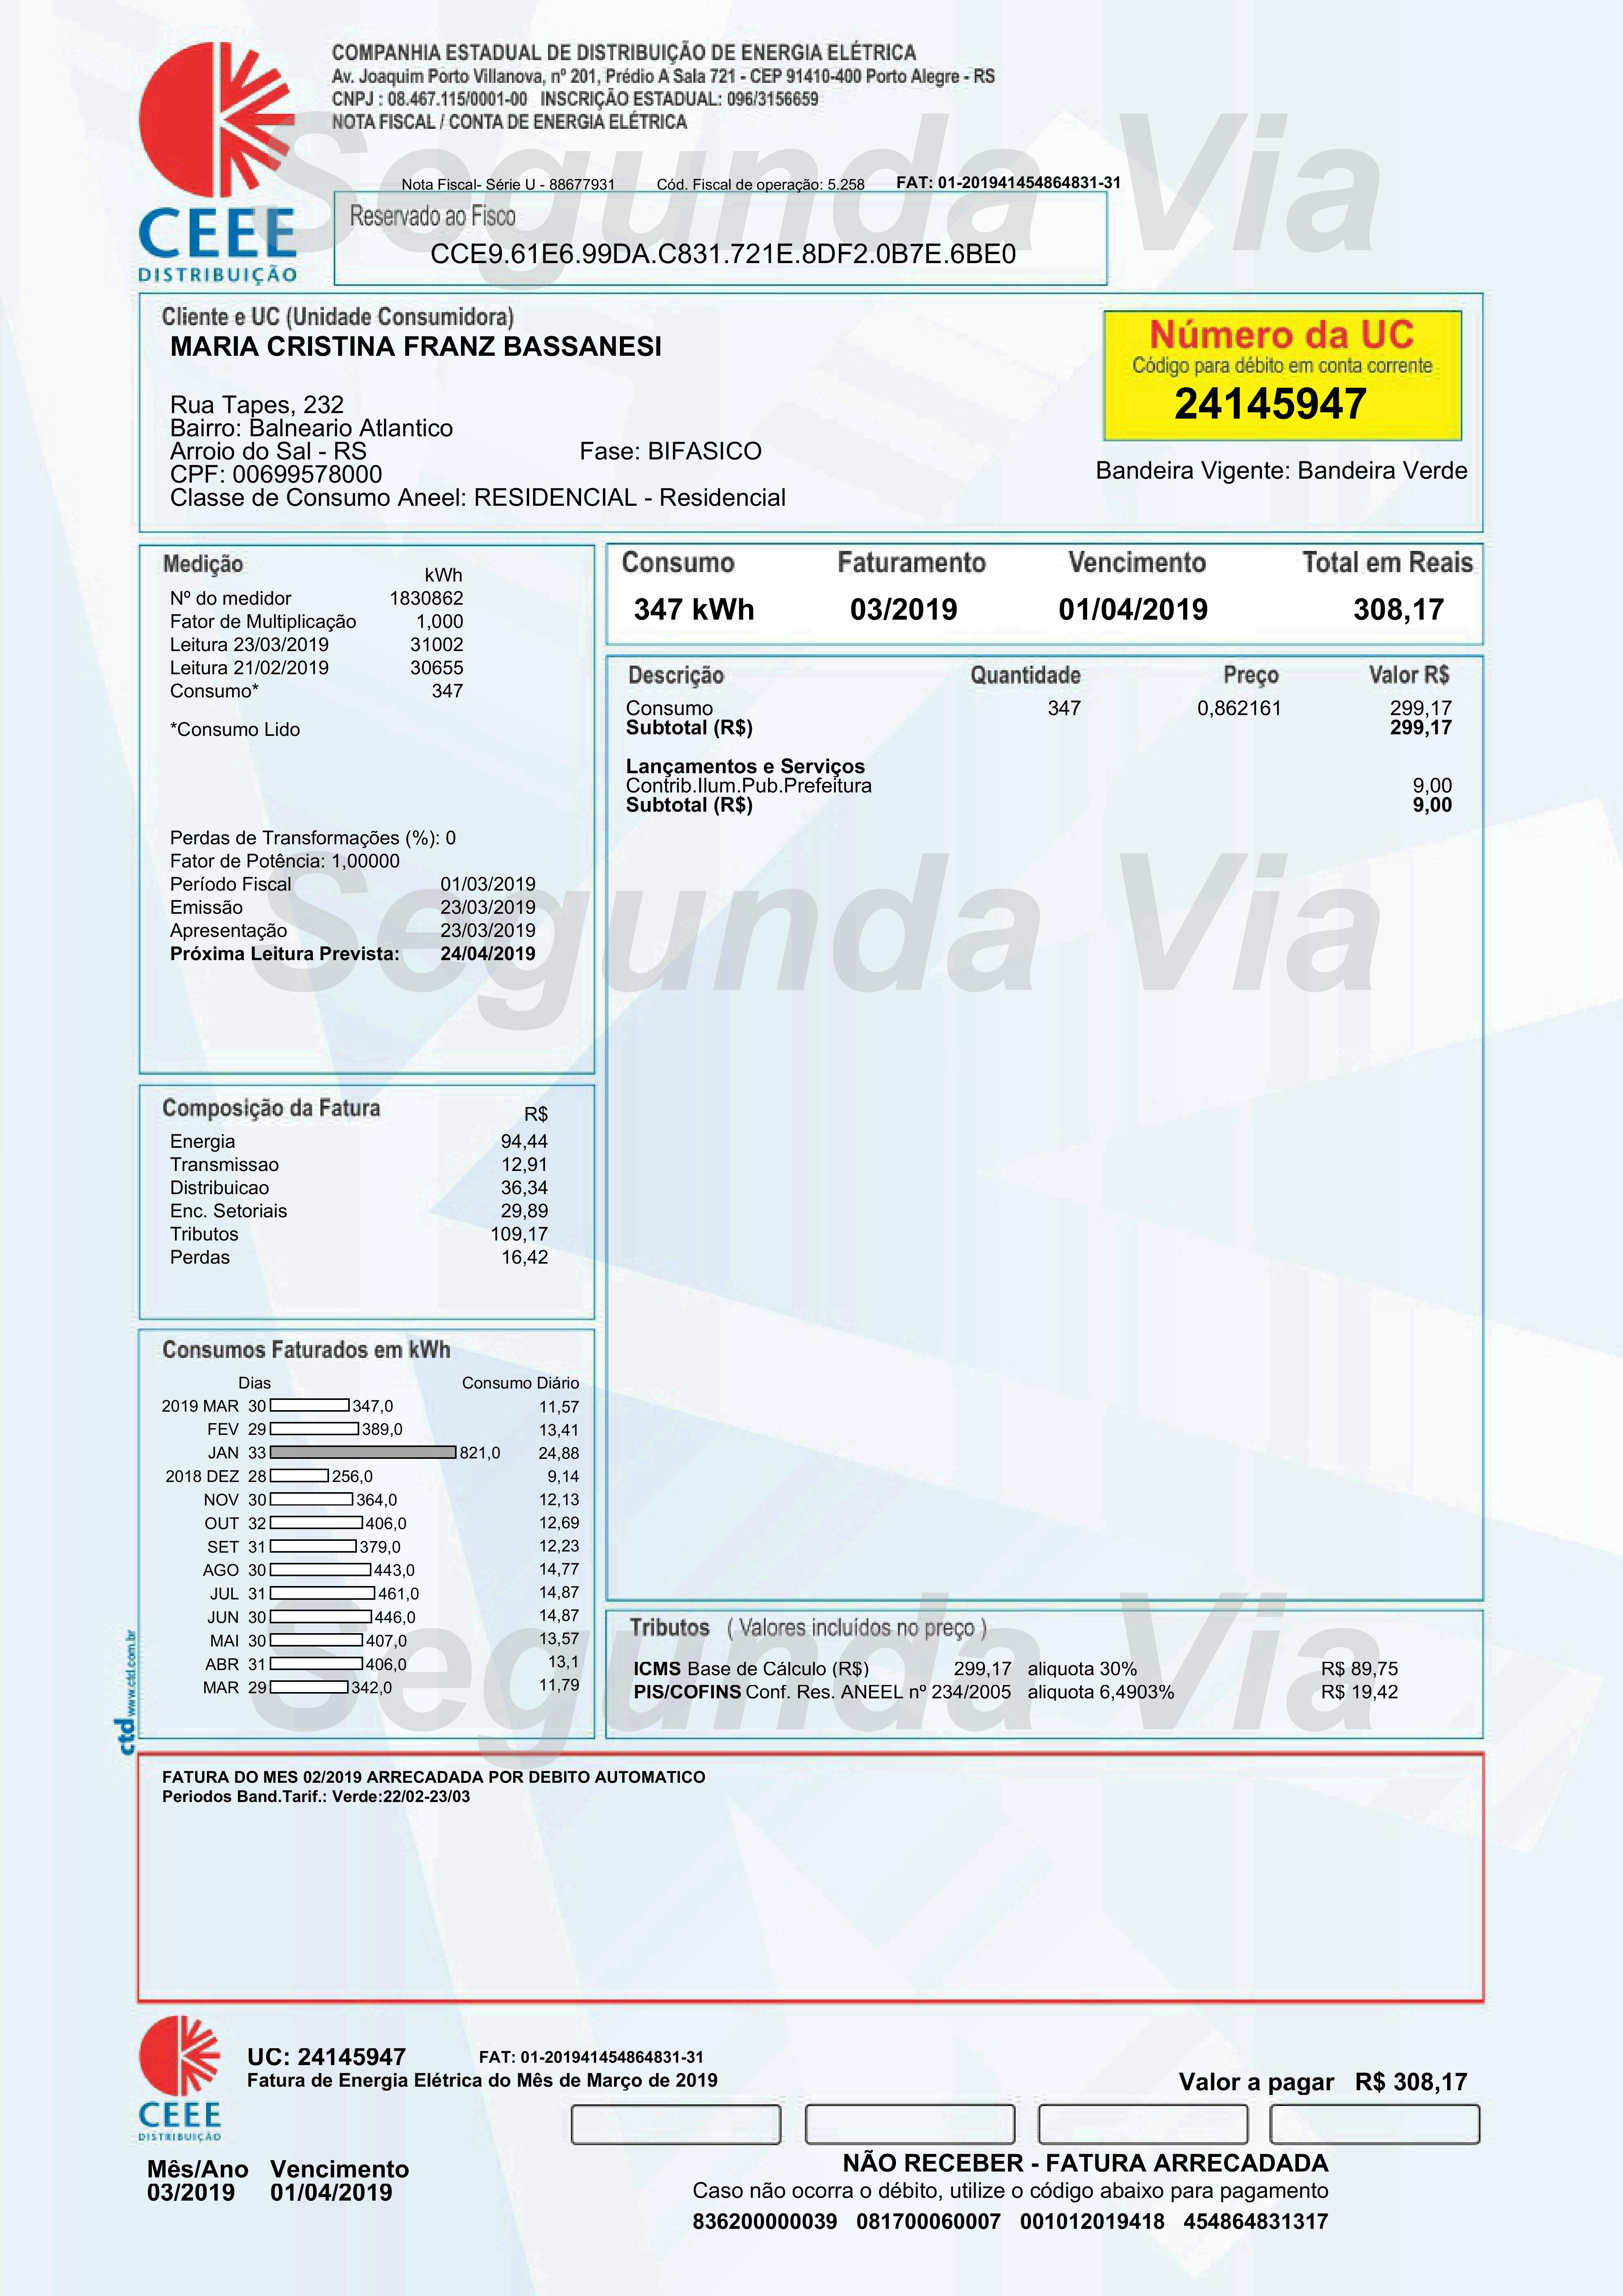 COMPANHIA ESTADUAL DE DISTRIBUIÇÃO DE ENERGIA ELÉTRICA
Av. Joaquim Porto Villanova, nº 201, Prédio A Sala 721 - CEP 91410-400 Porto Alegre - RS
CNPJ : 08.467.115/0001-00 INSCRIÇÃO ESTADUAL: 096/3156659
NOTA FISCAL / CONTA DE ENERGIA ELÉTRICA
Segunda Via
Nota Fiscal- Série U - 88677931 Cód. Fiscal de operação: 5.258 FAT: 01-201941454864831-31
CEEE
DISTRIBUIÇÃO
Reservado ao Fisco
CCE9.61E6.99DA.C831.721E.8DF2.0B7E.6BE0
Cliente e UC (Unidade Consumidora)
MARIA CRISTINA FRANZ BASSANESI
Rua Tapes, 232
Bairro: Balneario Atlantico
Arroio do Sal - RS Fase: BIFASICO
CPF: 00699578000
Classe de Consumo Aneel: RESIDENCIAL - Residencial
Número da UC
Código para débito em conta corrente
24145947
Bandeira Vigente: Bandeira Verde
Medição
kWh
Nº do medidor 1830862
Fator de Multiplicação 1,000
Leitura 23/03/2019 31002
Leitura 21/02/2019 30655
Consumo* 347
*Consumo Lido
Perdas de Transformações (%): 0
Fator de Potência: 1,00000
Período Fiscal 01/03/2019
Emissão 23/03/2019
Apresentação 23/03/2019
Próxima Leitura Prevista: 24/04/2019
Consumo Faturamento Vencimento Total em Reais
347 kWh 03/2019 01/04/2019 308,17
Descrição Quantidade Preço Valor R$
Consumo 347 0,862161 299,17
Subtotal (R$) 299,17
Lançamentos e Serviços
Contrib.Ilum.Pub.Prefeitura 9,00
Subtotal (R$) 9,00
Segunda Via
Composição da Fatura R$
Energia 94,44
Transmissao 12,91
Distribuicao 36,34
Enc. Setoriais 29,89
Tributos 109,17
Perdas 16,42
Consumos Faturados em kWh
Dias Consumo Diário
2019 MAR 30 347,0 11,57
FEV 29 389,0 13,41
JAN 33 821,0 24,88
2018 DEZ 28 256,0 9,14
NOV 30 364,0 12,13
OUT 32 406,0 12,69
SET 31 379,0 12,23
AGO 30 443,0 14,77
JUL 31 461,0 14,87
JUN 30 446,0 14,87
MAI 30 407,0 13,57
ABR 31 406,0 13,1
MAR 29 342,0 11,79
Segunda Via
ctd www.ctd.com.br
Tributos ( Valores incluídos no preço )
ICMS Base de Cálculo (R$) 299,17 aliquota 30% R$ 89,75
PIS/COFINS Conf. Res. ANEEL nº 234/2005 aliquota 6,4903% R$ 19,42
FATURA DO MES 02/2019 ARRECADADA POR DEBITO AUTOMATICO
Periodos Band.Tarif.: Verde:22/02-23/03
CEEE
DISTRIBUIÇÃO
UC: 24145947 FAT: 01-201941454864831-31
Fatura de Energia Elétrica do Mês de Março de 2019
Valor a pagar R$ 308,17
Mês/Ano Vencimento
03/2019 01/04/2019
NÃO RECEBER - FATURA ARRECADADA
Caso não ocorra o débito, utilize o código abaixo para pagamento
836200000039 081700060007 001012019418 454864831317